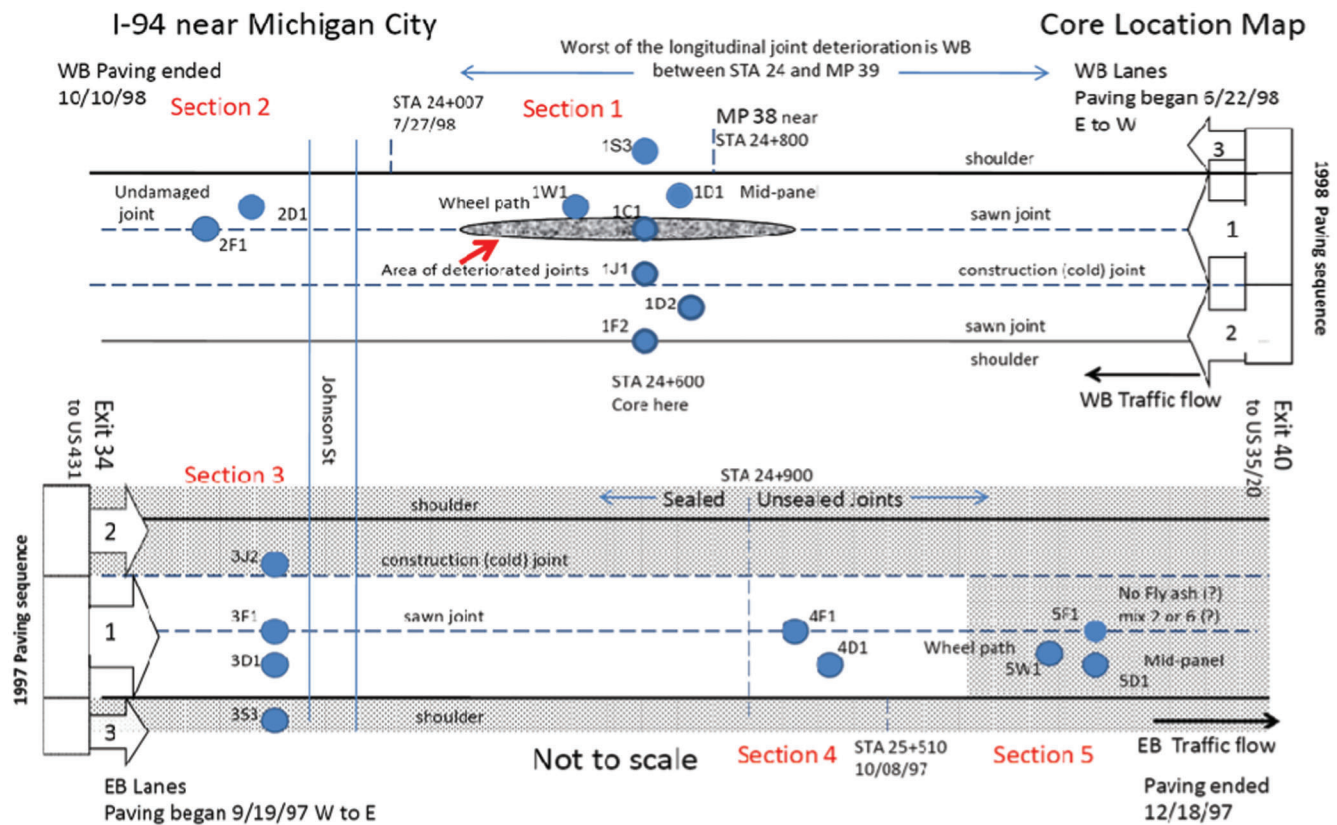 I-94 near Michigan City
Core Location Map
Worst of the longitudinal joint deterioration is WB
between STA 24 and MP 39
WB Paving ended
10/10/98
Section 2
STA 24+007
7/27/98
Section 1
MP 38 near
STA 24+800
WB Lanes
Paving began 6/22/98
E to W
1S3
shoulder
3
Undamaged
joint
2D1
2F1
Wheel path
1W1
1D1
Mid-panel
1C1
sawn joint
1
1998 Paving sequence
Area of deteriorated joints
1J1
construction (cold) joint
1D2
1F2
sawn joint
2
shoulder
STA 24+600
Core here
WB Traffic flow
Johnson St
Exit 34
to US431
Exit 40
to US35/20
Section 3
STA 24+900
Sealed
Unsealed Joints
shoulder
2
3J2
construction (cold) joint
1997 Paving sequence
1
3F1
sawn joint
3D1
4F1
4D1
No Fly ash (?)
mix 2 or 6 (?)
5F1
Wheel path
5W1
Mid-panel
5D1
3
3S3
shoulder
Not to scale
Section 4
STA 25+510
10/08/97
Section 5
EB Traffic flow
EB Lanes
Paving began 9/19/97 W to E
Paving ended
12/18/97